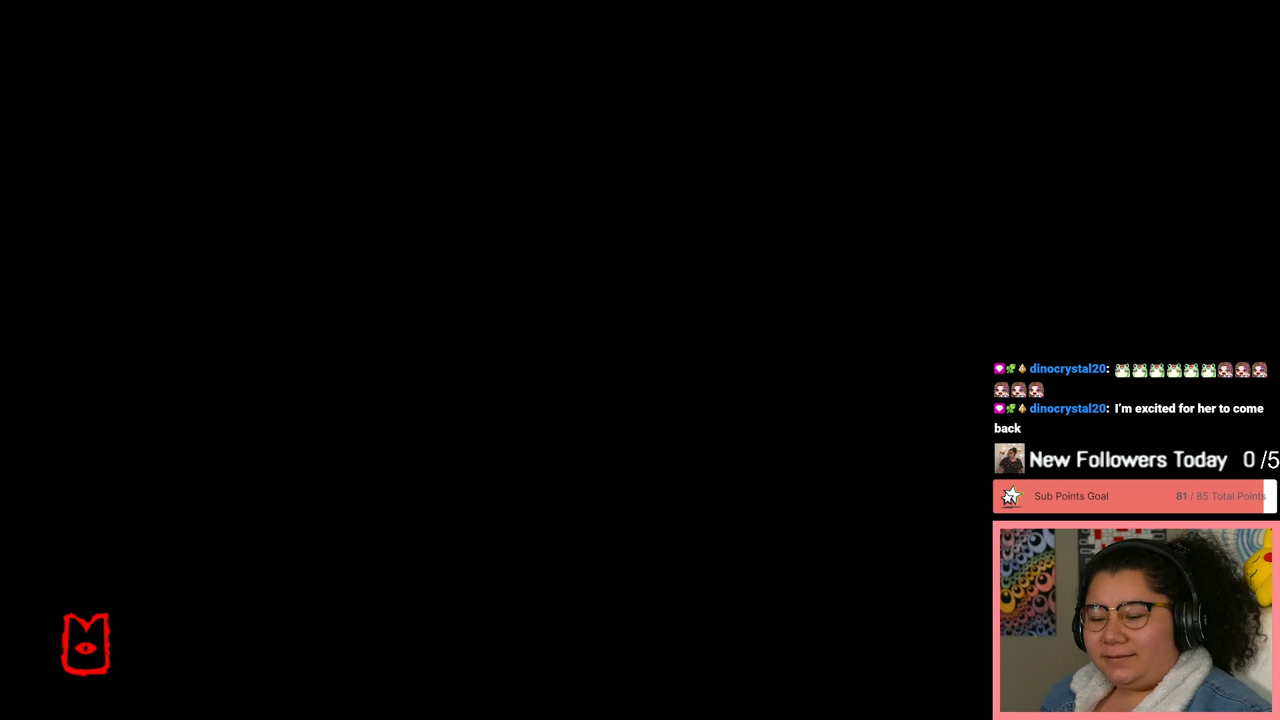 dinocrystal20:
dinocrystal20: I'm excited for her to come
back
New Followers Today 0 /5
Sub Points Goal 81 / 85 Total Points